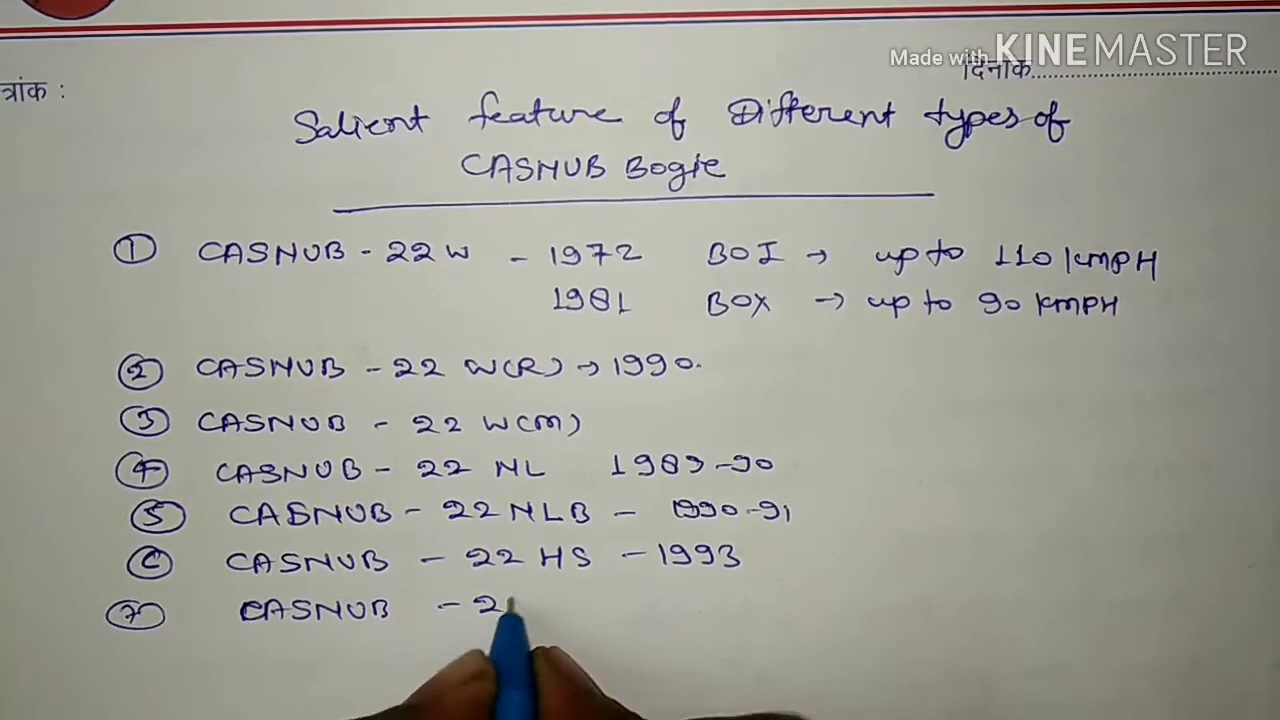 Made with KINEMASTER
त्रांक :
दिनांक
Salient feature of Different types of
CASNUB Bogie
1 CASNUB - 22 W - 1972 BOI → up to 110 KMPH
1981 BOX → up to 90 KMPH
2 CASNUB - 22 W(R) → 1990.
3 CASNUB - 22 W(M)
4 CASNUB - 22 NL 1989-90
5 CASNUB - 22 NLB - 1990-91
6 CASNUB - 22 HS - 1993
7 CASNUB - 2